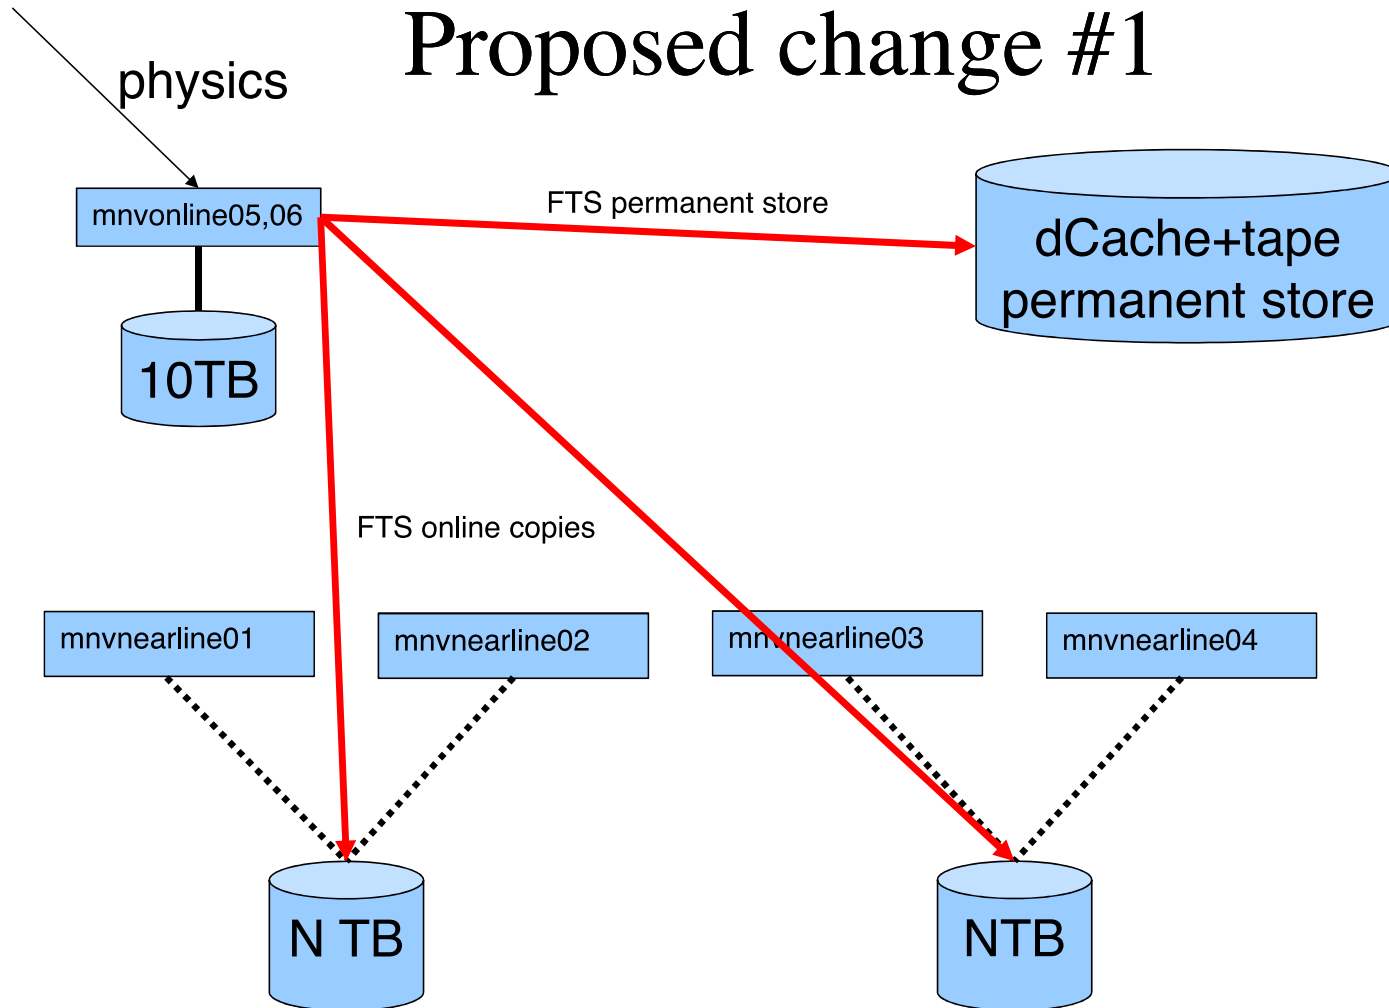 Proposed change #1
physics
mnvonline05,06
FTS permanent store
dCache+tape
permanent store
10TB
FTS online copies
mnvnearline01
mnvnearline02
mnvnearline03
mnvnearline04
N TB
NTB